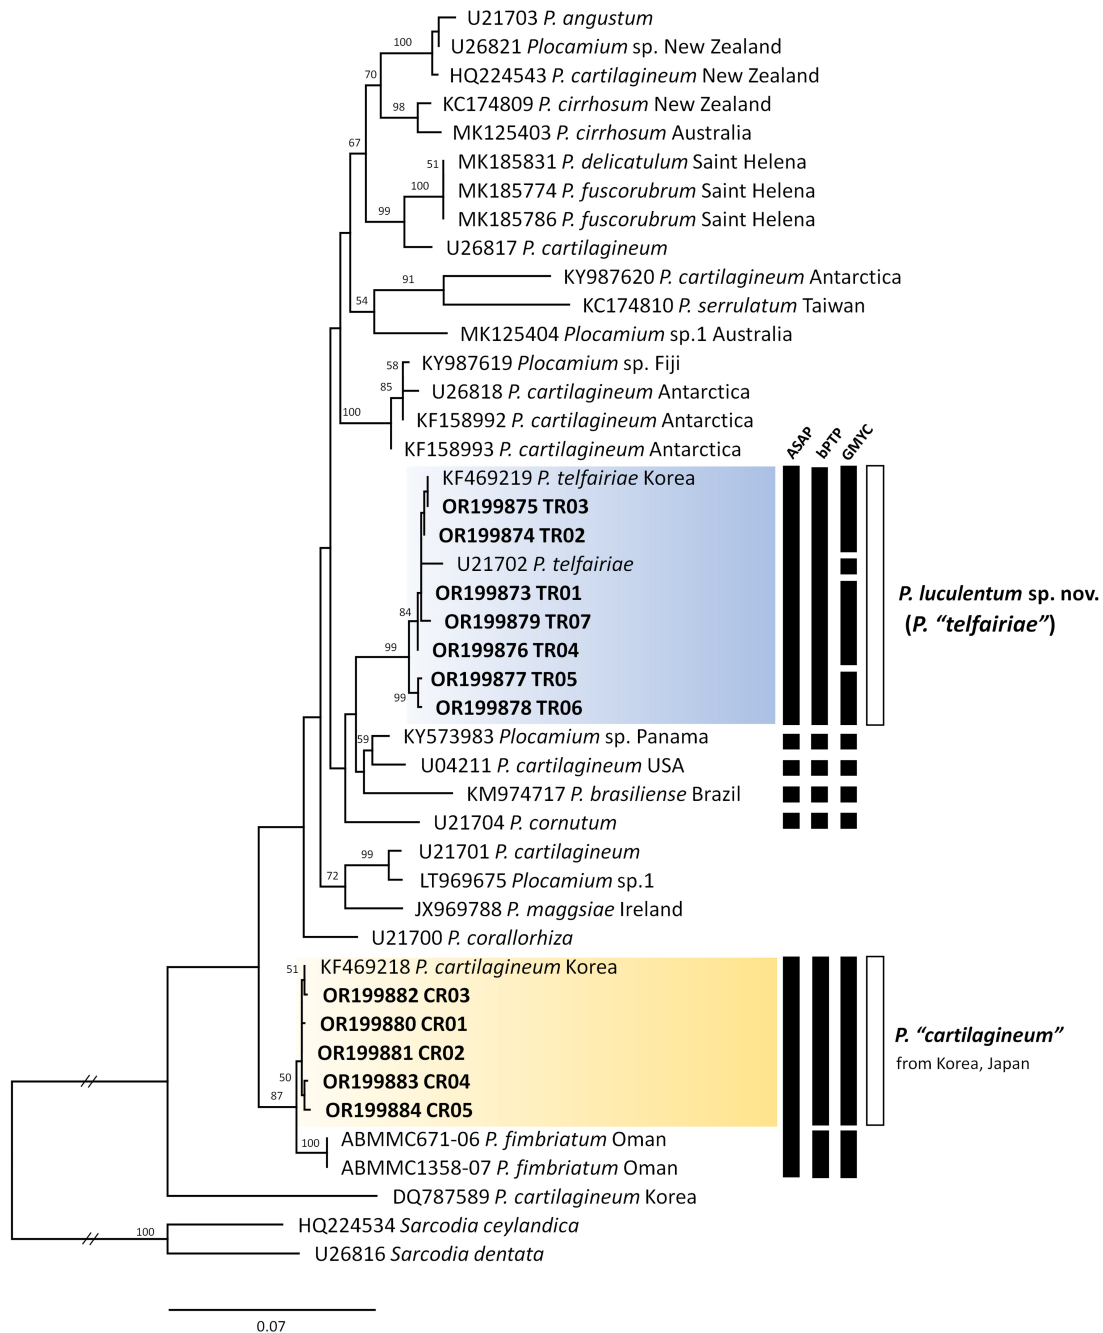 U21703 P. angustum
100
U26821 Plocamium sp. New Zealand
70
HQ224543 P. cartilagineum New Zealand
98
KC174809 P. cirrhosum New Zealand
MK125403 P. cirrhosum Australia
67
51
MK185831 P. delicatulum Saint Helena
100
MK185774 P. fuscorubrum Saint Helena
99
MK185786 P. fuscorubrum Saint Helena
U26817 P. cartilagineum
91
KY987620 P. cartilagineum Antarctica
54
KC174810 P. serrulatum Taiwan
MK125404 Plocamium sp.1 Australia
58
KY987619 Plocamium sp. Fiji
85
U26818 P. cartilagineum Antarctica
100
KF158992 P. cartilagineum Antarctica
KF158993 P. cartilagineum Antarctica
ASAP
bPTP
GMYC
KF469219 P. telfairiae Korea
OR199875 TR03
OR199874 TR02
U21702 P. telfairiae
OR199873 TR01
84
OR199879 TR07
99
OR199876 TR04
OR199877 TR05
99
OR199878 TR06
P. luculentum sp. nov.
(P. “telfairiae”)
59
KY573983 Plocamium sp. Panama
U04211 P. cartilagineum USA
KM974717 P. brasiliense Brazil
U21704 P. cornutum
99
U21701 P. cartilagineum
72
LT969675 Plocamium sp.1
JX969788 P. maggsiae Ireland
U21700 P. corallorhiza
51
KF469218 P. cartilagineum Korea
OR199882 CR03
OR199880 CR01
OR199881 CR02
50
OR199883 CR04
87
OR199884 CR05
P. “cartilagineum”
from Korea, Japan
100
ABMMC671-06 P. fimbriatum Oman
ABMMC1358-07 P. fimbriatum Oman
DQ787589 P. cartilagineum Korea
100
HQ224534 Sarcodia ceylandica
U26816 Sarcodia dentata
0.07